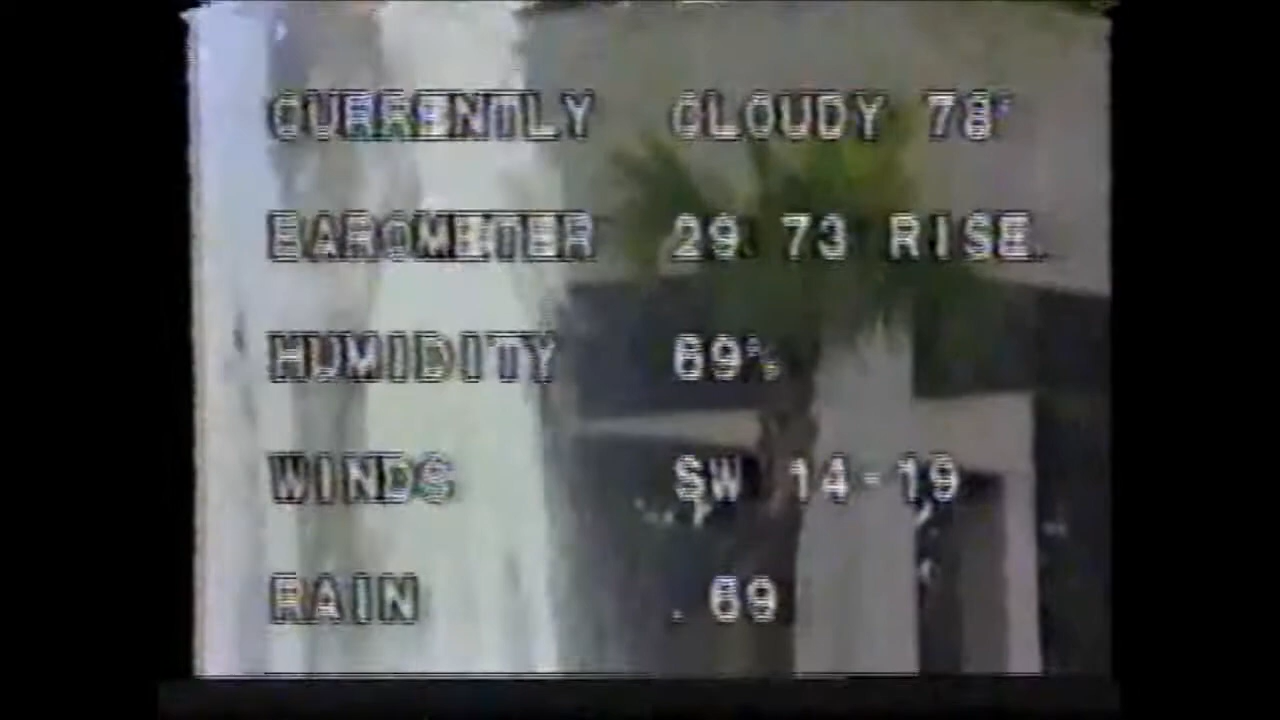 CURRENTLY CLOUDY 78°
BAROMETER 29.73 RISE.
HUMIDITY 69%
WINDS SW 14-19
RAIN .69